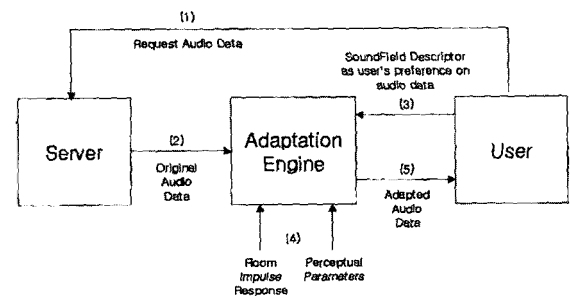 (1)
Request Audio Data
SoundField Descriptor
as user's preference on
audio data
(3)
Server
(2)
Original
Audio
Data
Adaptation
Engine
User
(5)
Adapted
Audio
Data
(4)
Room
Impulse
Response
Perceptual
Parameters